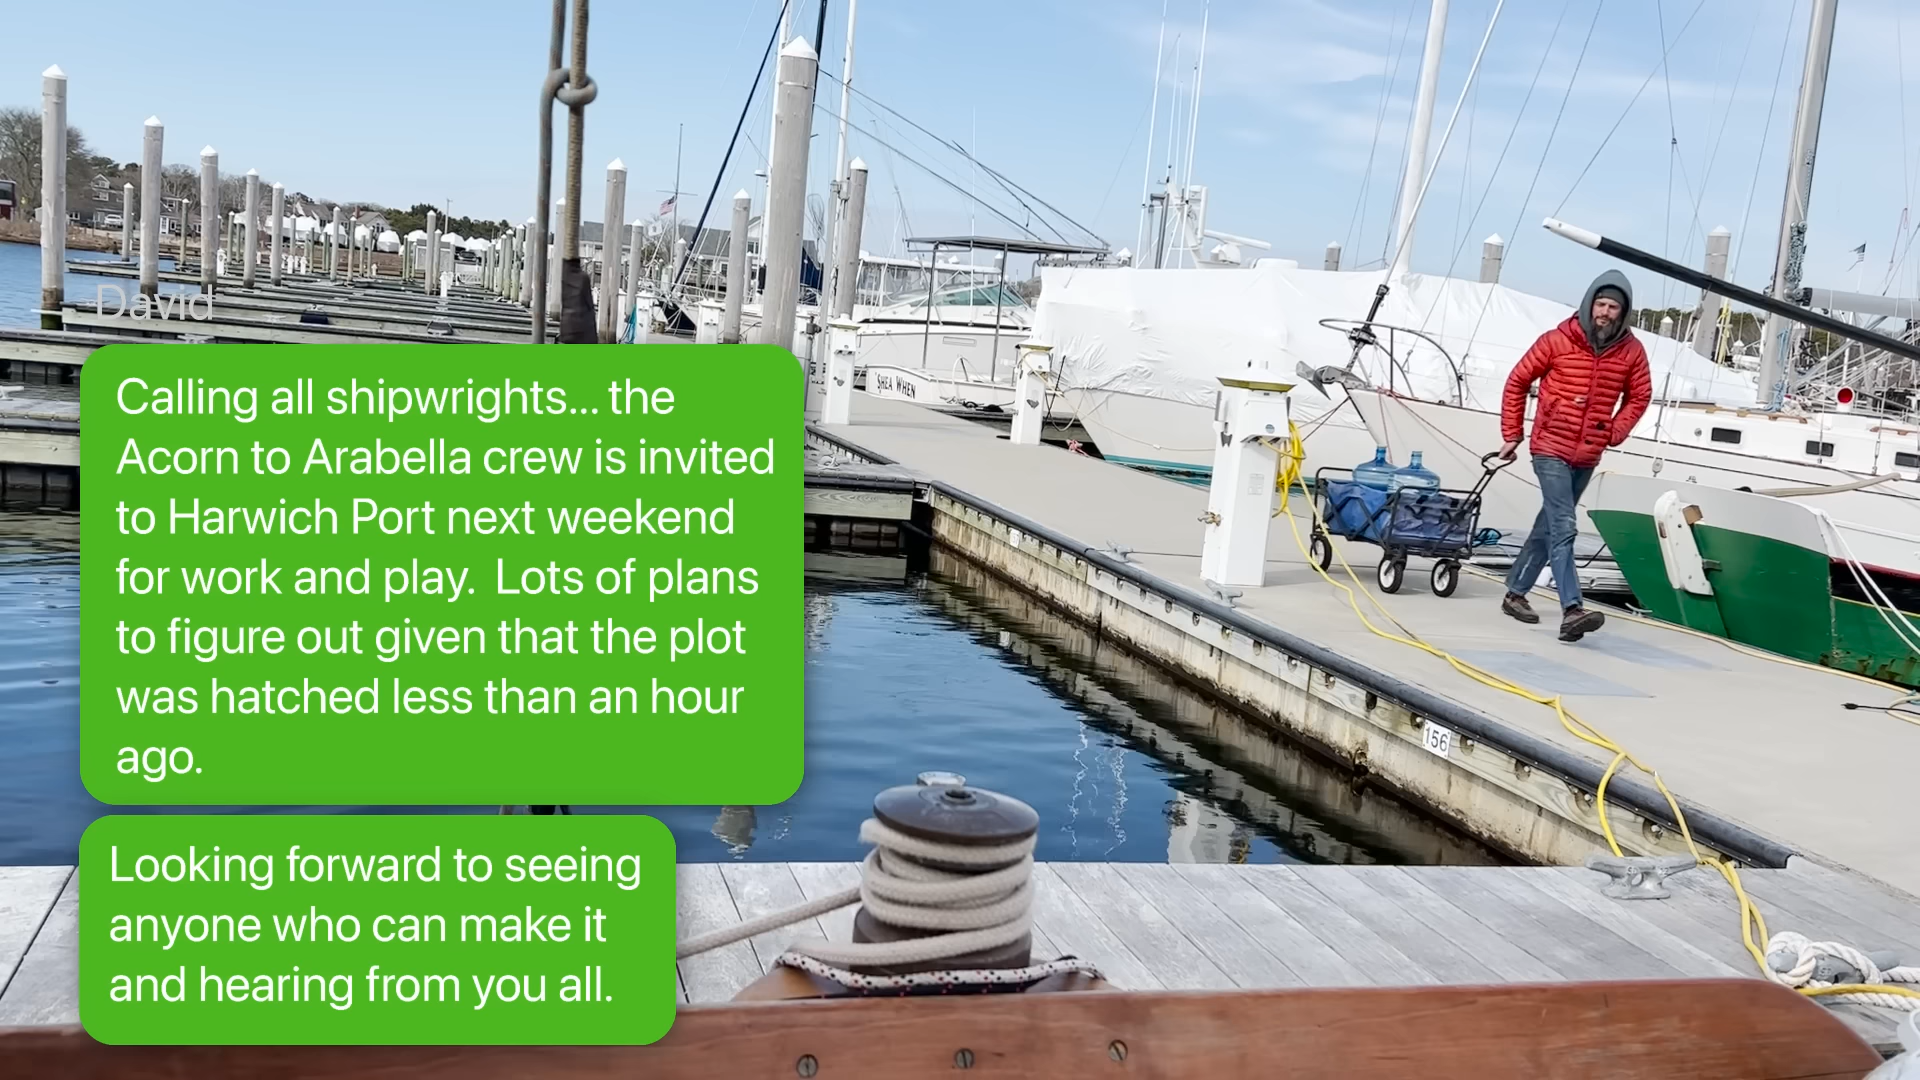 David
'SHEA WHEN
Calling all shipwrights... the
Acorn to Arabella crew is invited
to Harwich Port next weekend
for work and play. Lots of plans
to figure out given that the plot
was hatched less than an hour
ago.
156
Looking forward to seeing
anyone who can make it
and hearing from you all.